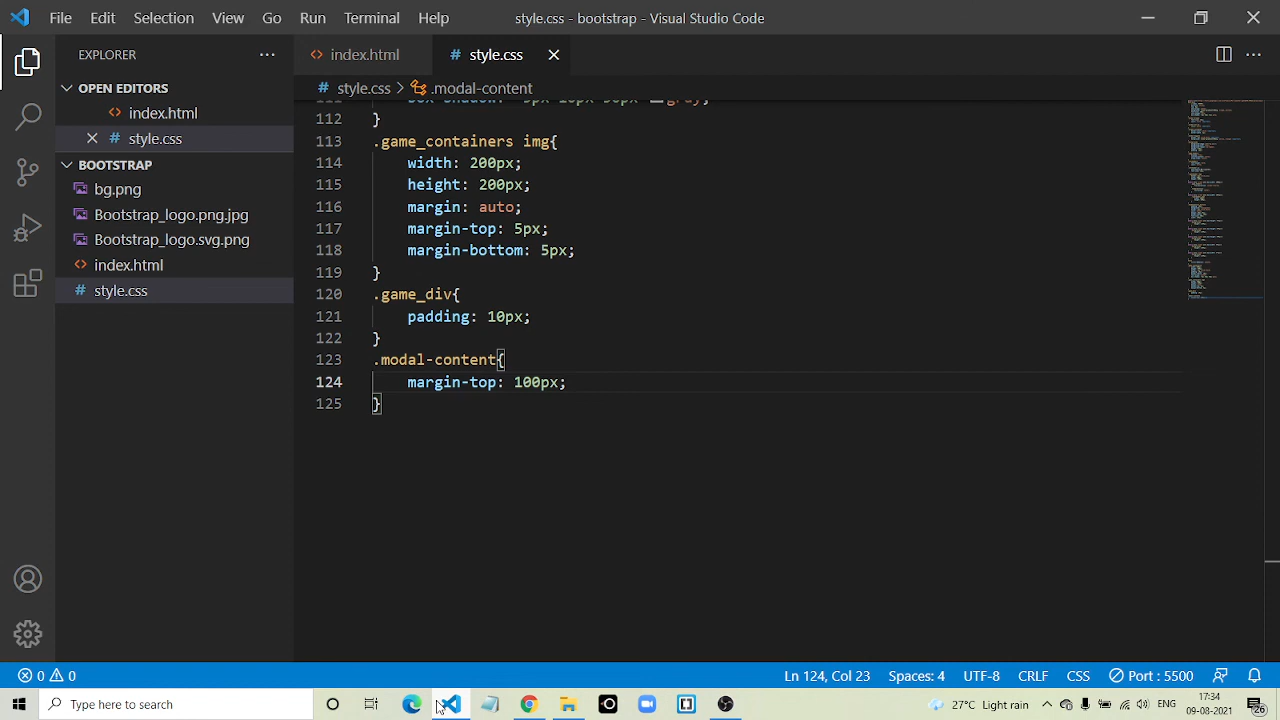 File Edit Selection View Go Run Terminal Help style.css - bootstrap - Visual Studio Code
EXPLORER
OPEN EDITORS
index.html
style.css
BOOTSTRAP
bg.png
Bootstrap_logo.png.jpg
Bootstrap_logo.svg.png
index.html
style.css
index.html # style.css
# style.css > .modal-content
112 }
113 .game_containers img{
114 width: 200px;
115 height: 200px;
116 margin: auto;
117 margin-top: 5px;
118 margin-bottom: 5px;
119 }
120 .game_div{
121 padding: 10px;
122 }
123 .modal-content{
124 margin-top: 100px;
125 }
0 0 Ln 124, Col 23 Spaces: 4 UTF-8 CRLF CSS Port : 5500
Type here to search
27°C Light rain ENG
17:34
09-08-2021